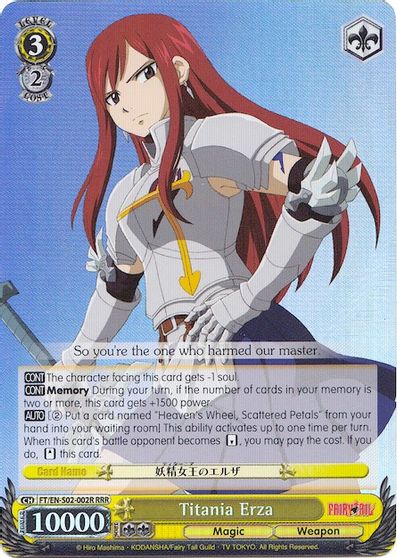 LEVEL
3
2
COST
So you're the one who harmed our master.
CONT The character facing this card gets -1 soul.
CONT Memory During your turn, if the number of cards in your memory is
two or more, this card gets +1500 power.
AUTO [② Put a card named "Heaven's Wheel, Scattered Petals" from your
hand into your waiting room] This ability activates up to one time per turn.
When this card's battle opponent becomes, you may pay the cost. If you
do, this card.
Card Name
妖精女王のエルザ
CH FT/EN-S02-002R RRR
Titania Erza
FAIRY TAIL
POWER
10000
Magic
Weapon
© Hiro Mashima・KODANSHA/Fairy Tail Guild・TV TOKYO. All Rights Reserved.